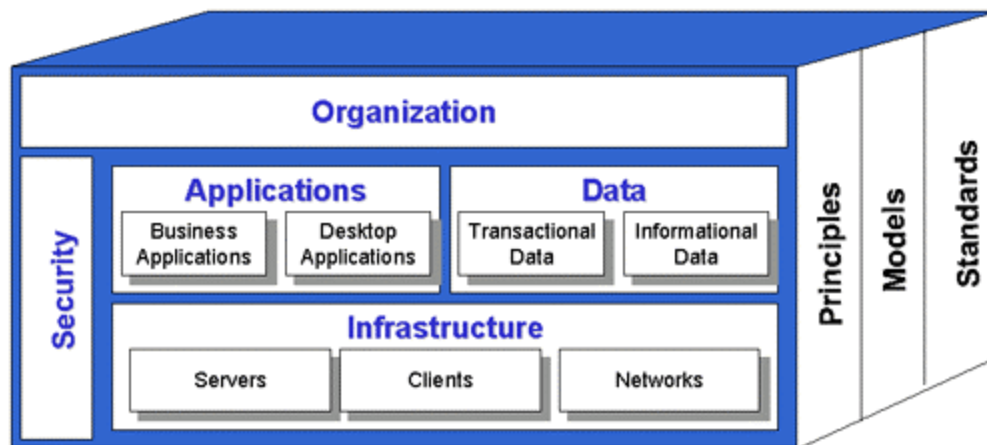 Organization
Security
Applications
Business
Applications
Desktop
Applications
Data
Transactional
Data
Informational
Data
Infrastructure
Servers
Clients
Networks
Principles
Models
Standards